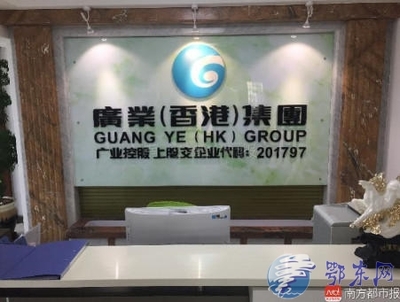 廣業(香港)集團
GUANG YE (HK) GROUP
广业控股 上股交企业代码：201797
鄂东网
南方都市报